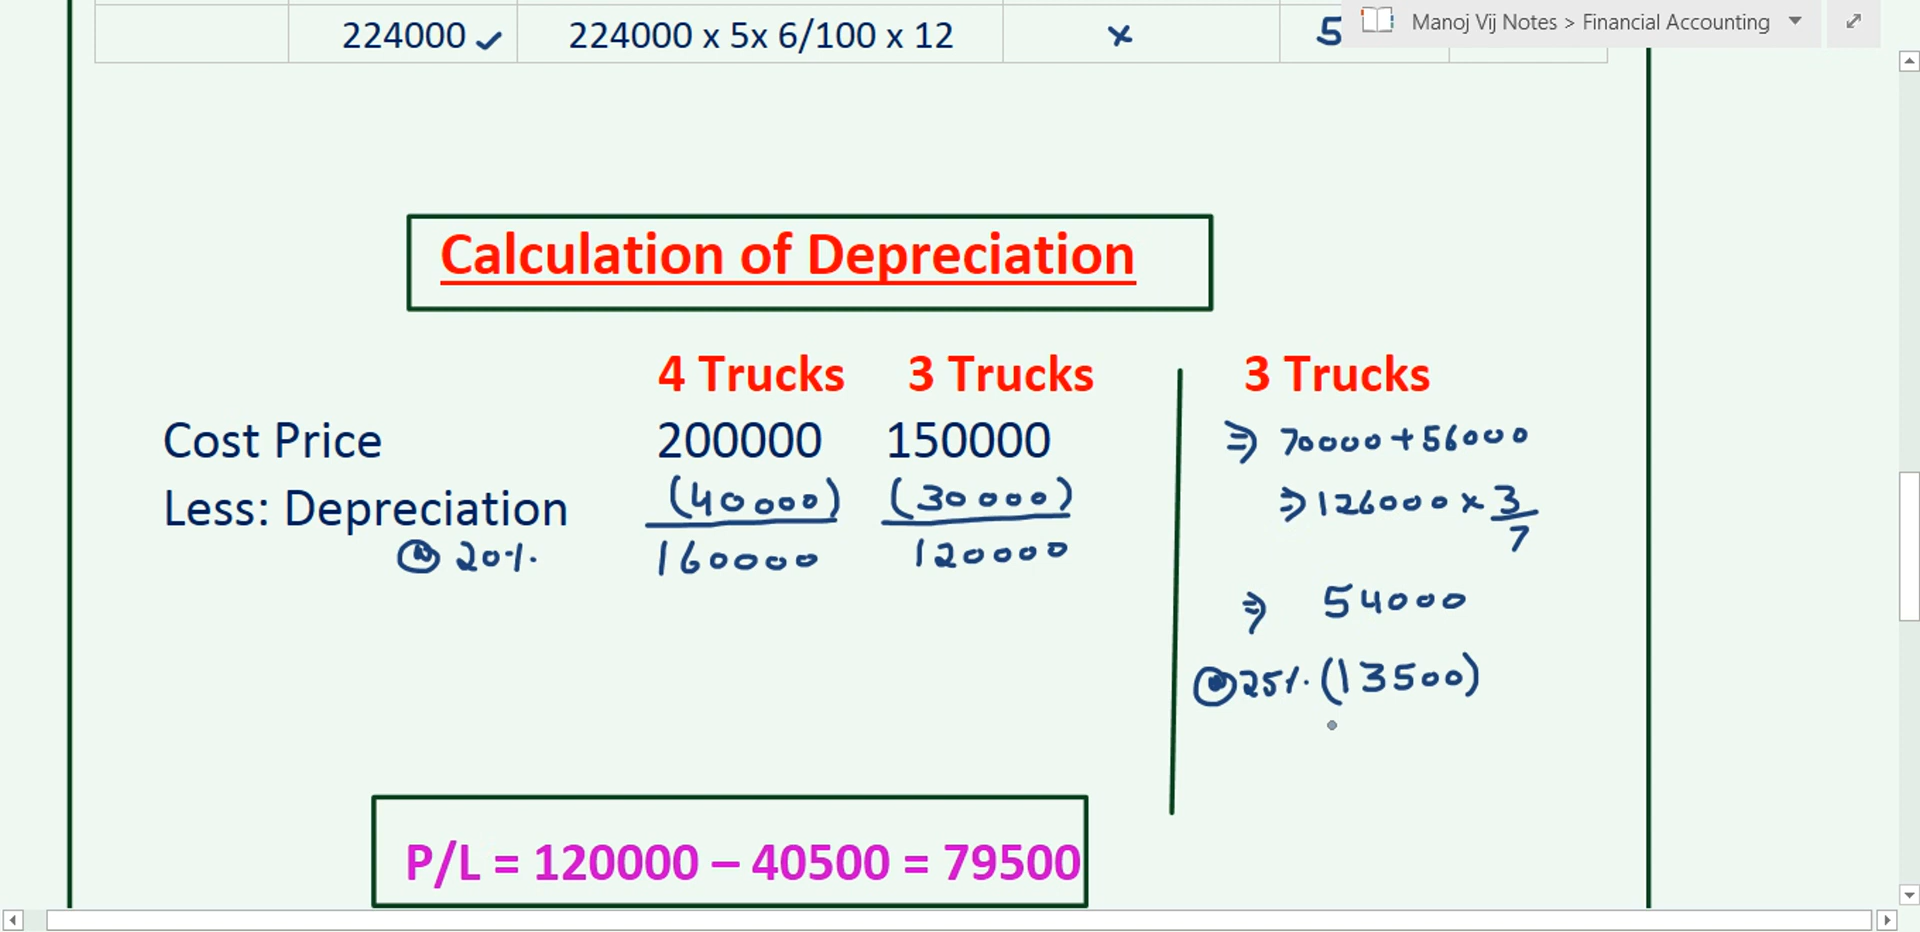 Manoj Vij Notes > Financial Accounting
224000 ✓ 224000 x 5x 6/100 x 12 × 5
Calculation of Depreciation
4 Trucks 3 Trucks 3 Trucks
Cost Price 200000 150000 ⇒ 70000+56000
Less: Depreciation (40000) (30000) ⇒ 126000 × 3/7
@ 20%. 160000 120000
⇒ 54000
@ 25%. (13500)
P/L = 120000 – 40500 = 79500